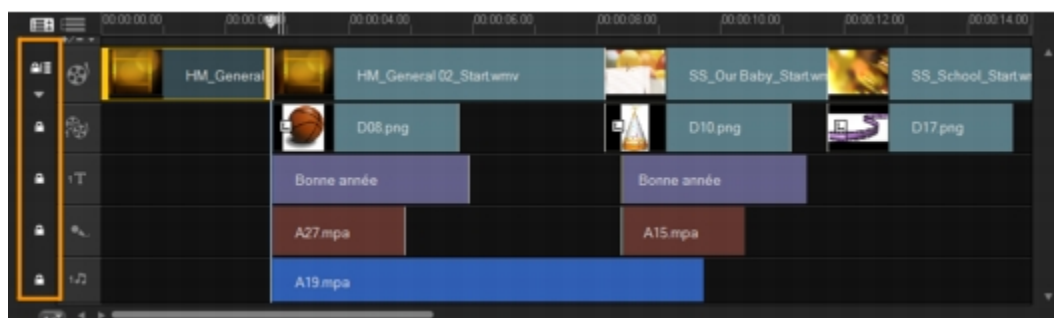 00:00:00.00 00:00:04.00 00:00:06.00 00:00:08.00 00:00:10.00 00:00:12.00 00:00:14.00
HM_General HM_General 02_Start.wmv SS_Our Baby_Start.wm SS_School_Start.w
D08.png D10.png D17.png
1T Bonne année Bonne année
A27.mpa A15.mpa
1 A19.mpa